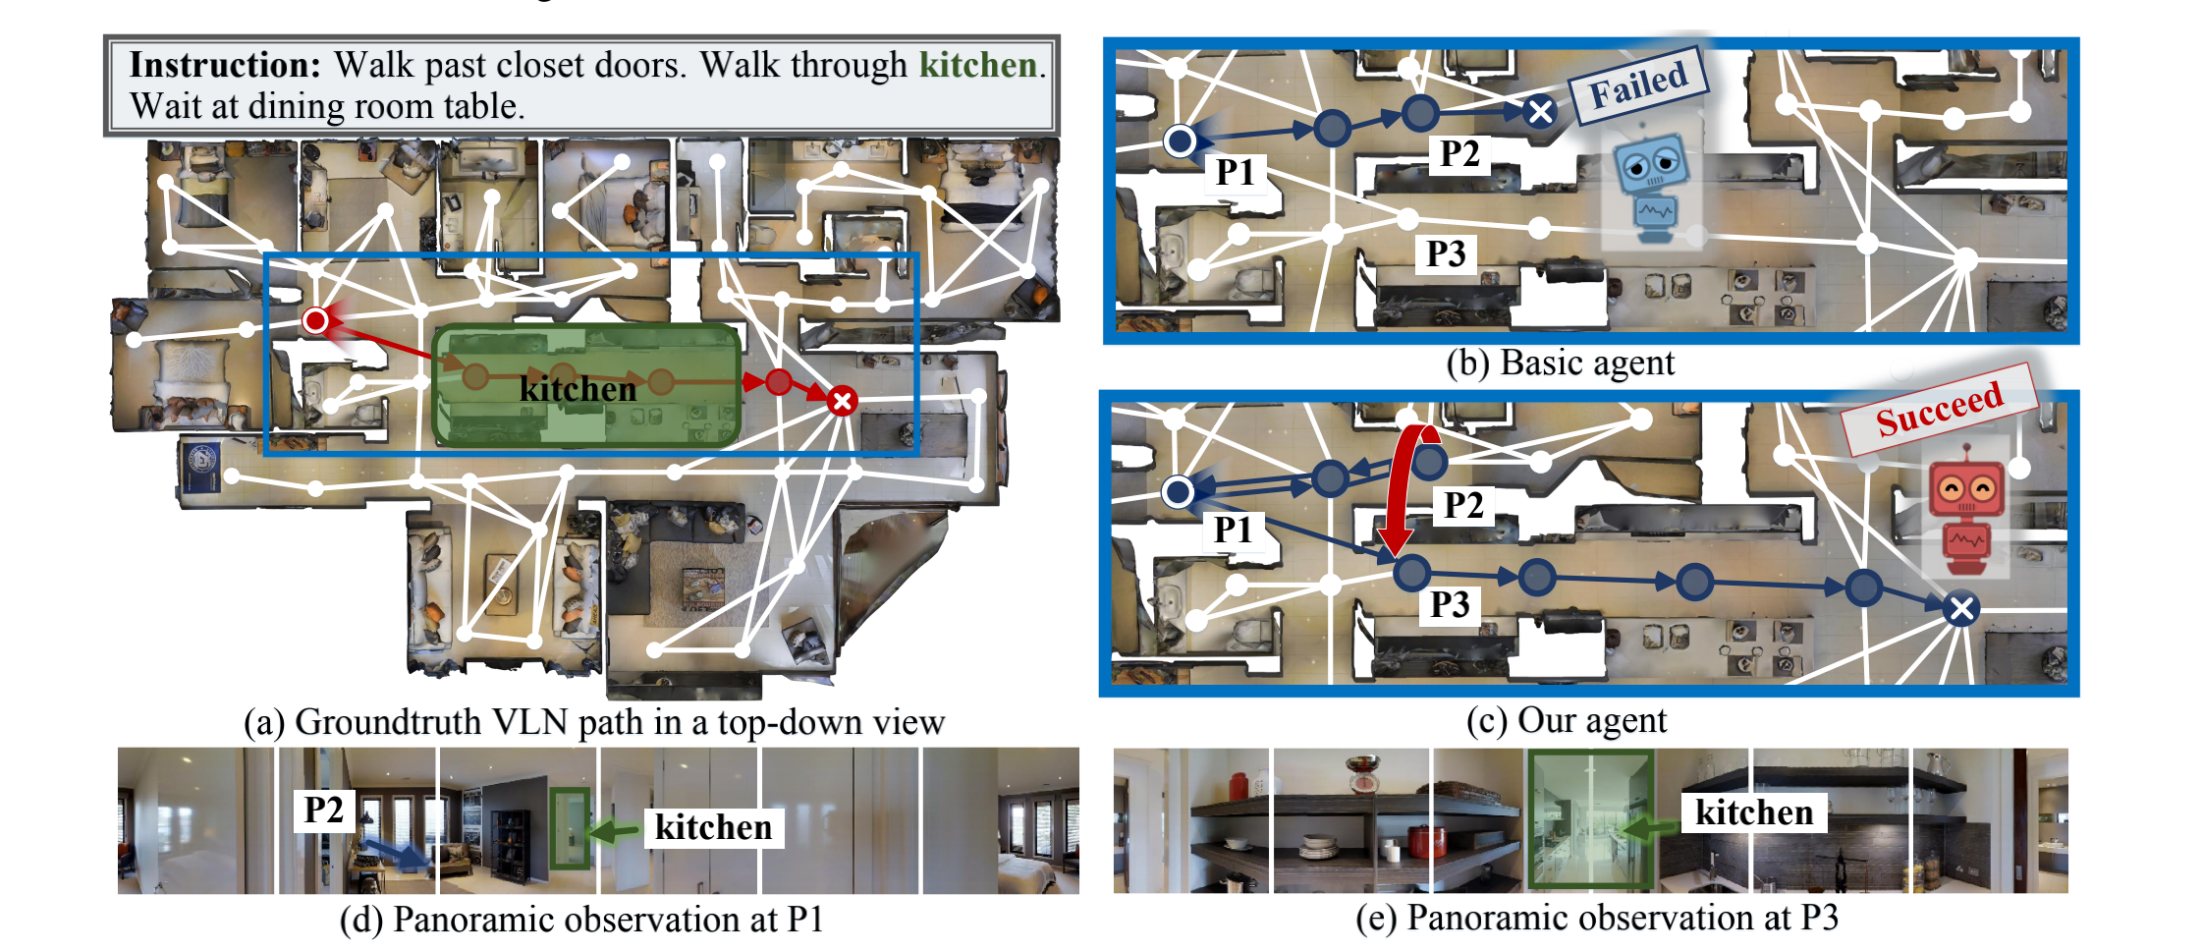 Instruction: Walk past closet doors. Walk through kitchen.
Wait at dining room table.
kitchen
(a) Groundtruth VLN path in a top-down view
Failed
P1
P2
P3
(b) Basic agent
Succeed
P1
P2
P3
(c) Our agent
P2
kitchen
(d) Panoramic observation at P1
kitchen
(e) Panoramic observation at P3